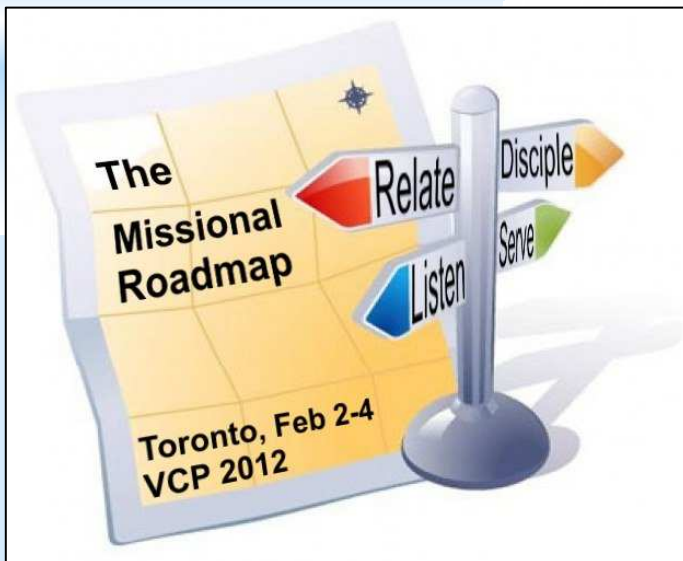 The
Missional
Roadmap
Toronto, Feb 2-4
VCP 2012
Relate
Disciple
Serve
Listen